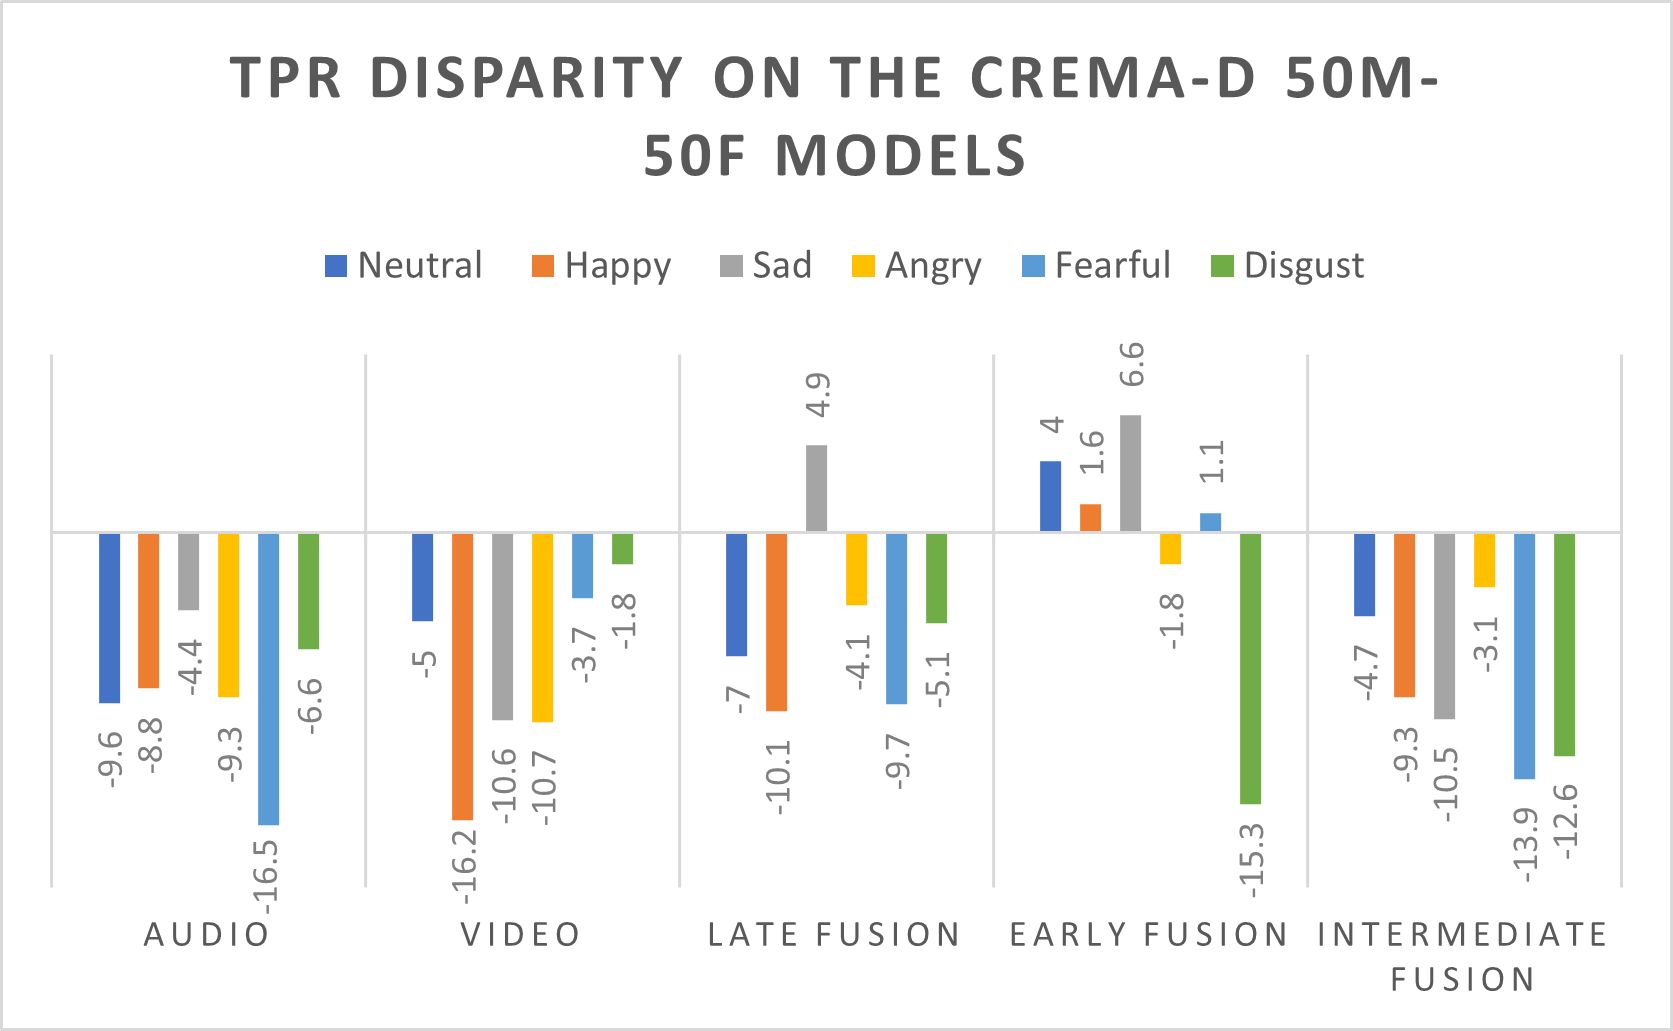 TPR DISPARITY ON THE CREMA-D 50M-
50F MODELS
Neutral Happy Sad Angry Fearful Disgust
-9.6 -8.8 -4.4 -9.3 -16.5 -6.6
-5 -16.2 -10.6 -10.7 -3.7 -1.8
-7 -10.1 4.9 -4.1 -9.7 -5.1
4 1.6 6.6 -1.8 1.1 -15.3
-4.7 -9.3 -10.5 -3.1 -13.9 -12.6
AUDIO VIDEO LATE FUSION EARLY FUSION INTERMEDIATE
FUSION